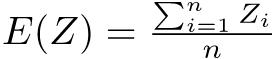 E(Z) = \frac{\sum_{i=1}^{n} Z_i}{n}